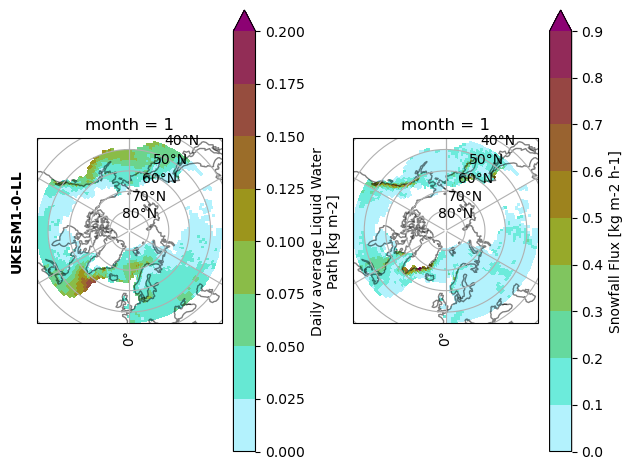 UKESM1-0-LL
month = 1
40°N
50°N
60°N
70°N
80°N
0°
0.200
0.175
0.150
0.125
0.100
0.075
0.050
0.025
0.000
Daily average Liquid Water
Path [kg m-2]
month = 1
40°N
50°N
60°N
70°N
80°N
0°
0.9
0.8
0.7
0.6
0.5
0.4
0.3
0.2
0.1
0.0
Snowfall Flux [kg m-2 h-1]